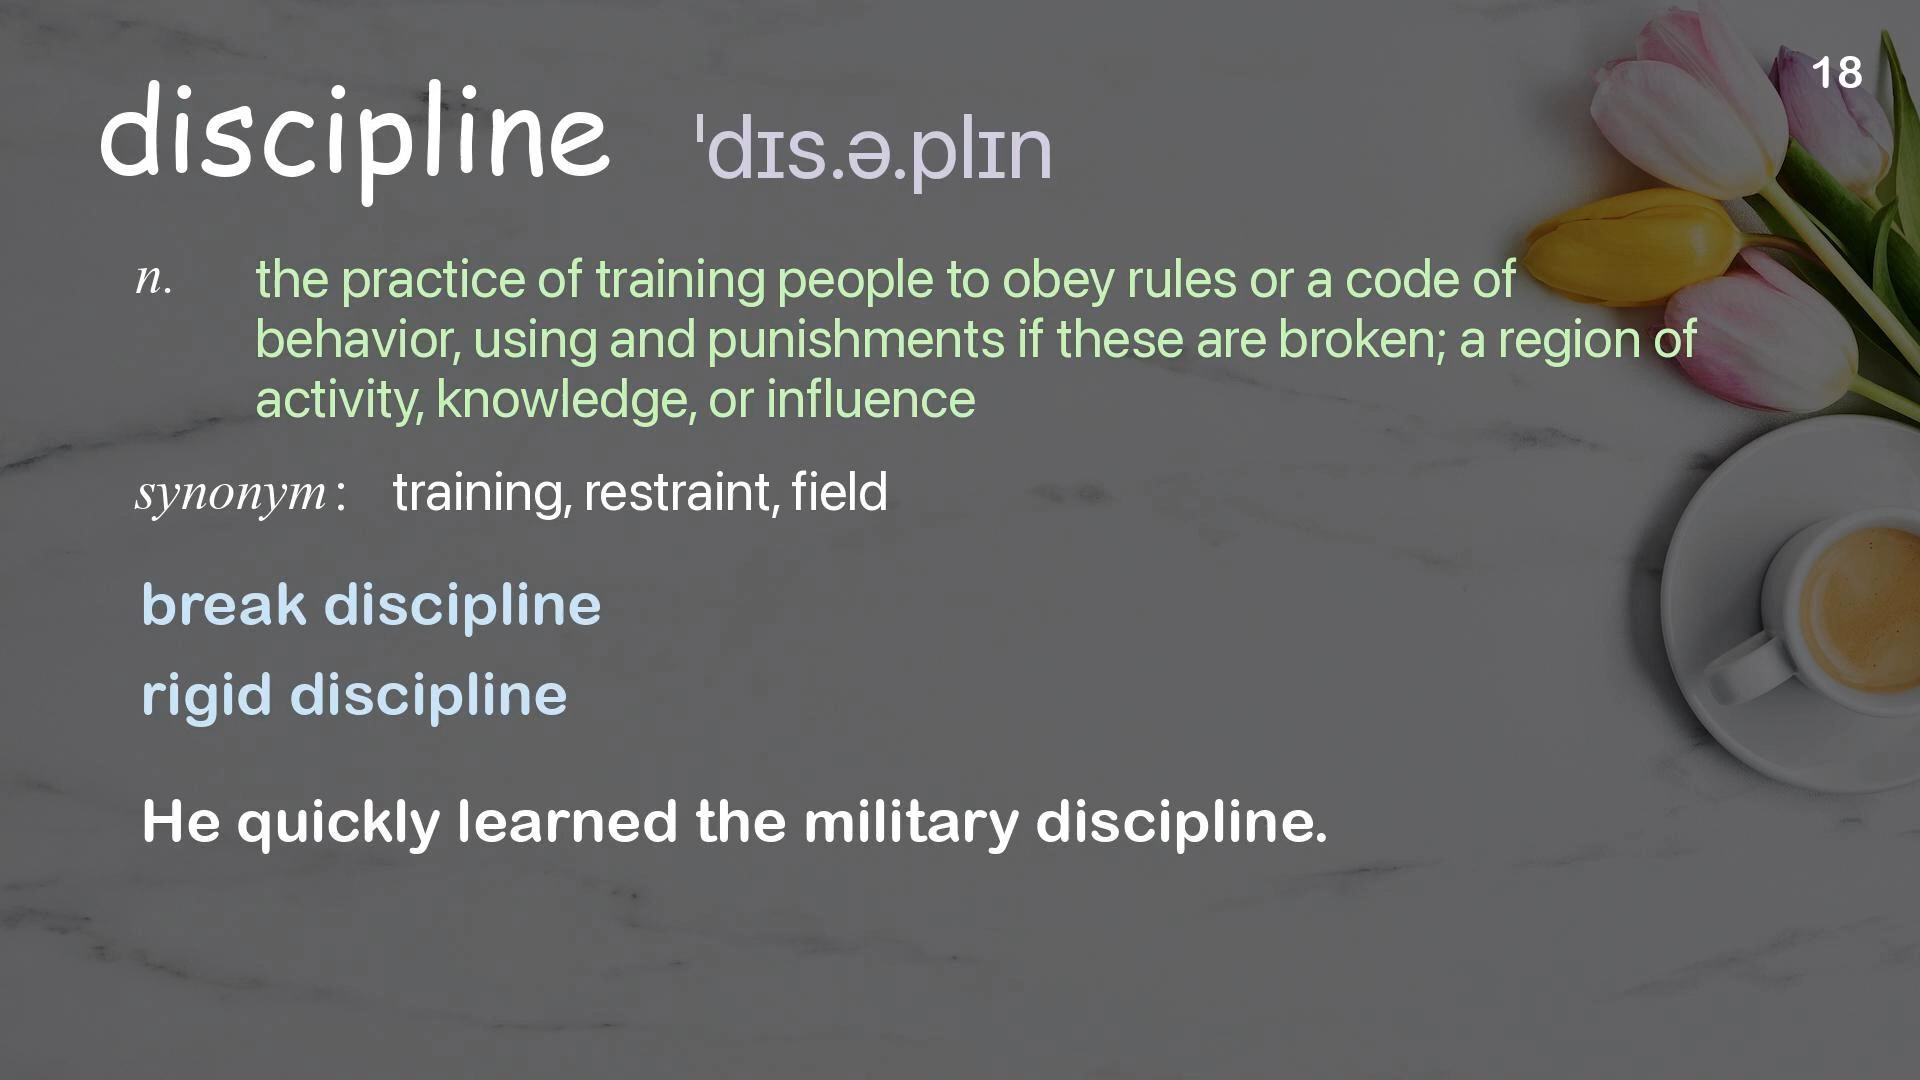 18
discipline ˈdɪs.ə.plɪn
n. the practice of training people to obey rules or a code of
behavior, using and punishments if these are broken; a region of
activity, knowledge, or influence
synonym: training, restraint, field
break discipline
rigid discipline
He quickly learned the military discipline.